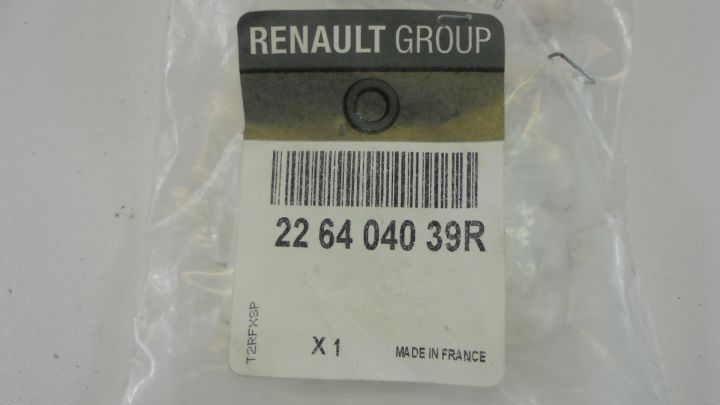 RENAULT GROUP
22 64 040 39R
T2RFXSP
X 1
MADE IN FRANCE